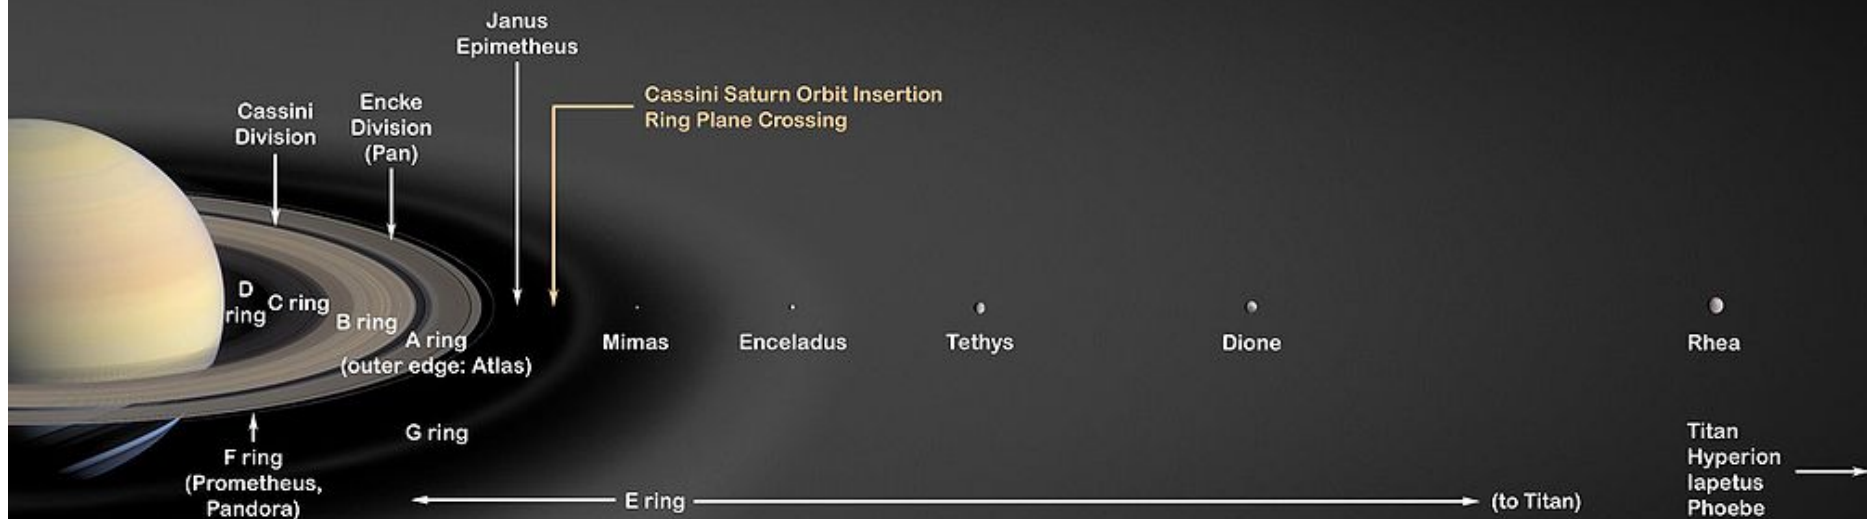 Janus
Epimetheus
Cassini Saturn Orbit Insertion
Ring Plane Crossing
Cassini
Division
Encke
Division
(Pan)
D
ring
C ring
B ring
A ring
(outer edge: Atlas)
Mimas
Enceladus
Tethys
Dione
Rhea
G ring
F ring
(Prometheus,
Pandora)
E ring
(to Titan)
Titan
Hyperion
Iapetus
Phoebe